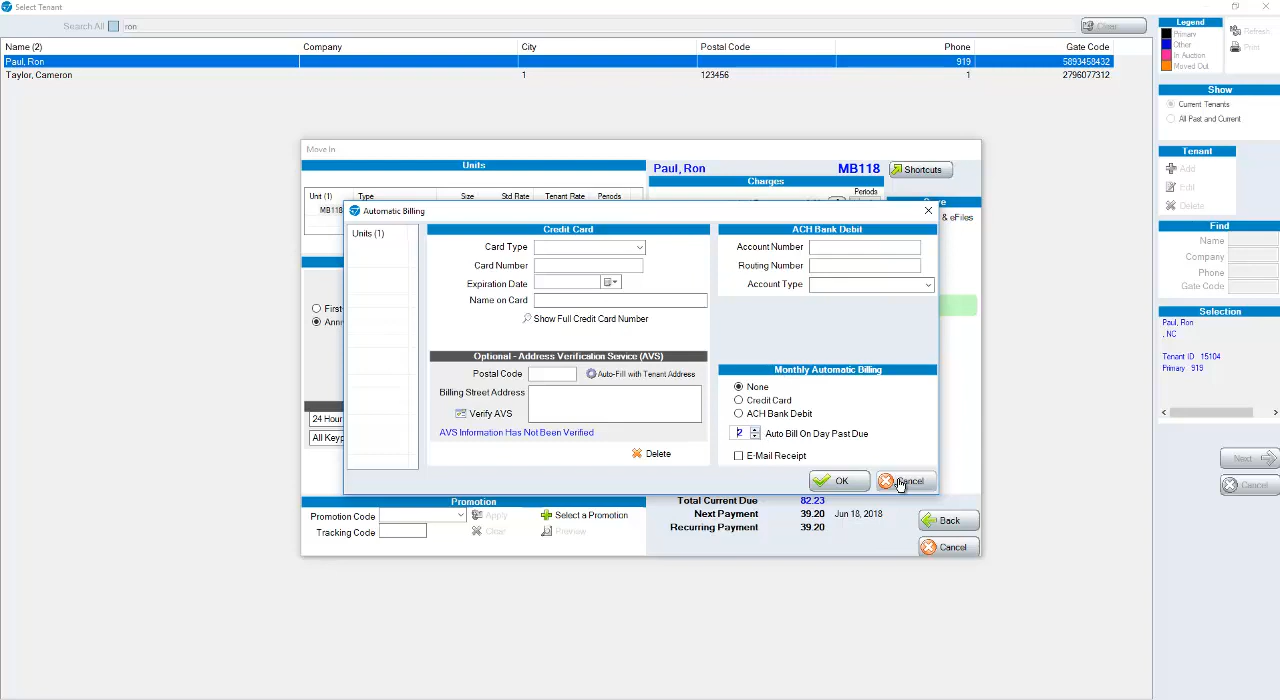 Select Tenant
Search All ron Clear
Name (2) Company City Postal Code Phone Gate Code
Paul, Ron 919 5893458432
Taylor, Cameron 1 123456 1 2796077312
Legend
Primary
Other
In Auction
Moved Out
Refresh
Print
Show
Current Tenants
All Past and Current
Tenant
Add
Edit
Delete
Find
Name
Company
Phone
Gate Code
Selection
Paul, Ron
, NC
Tenant ID 15104
Primary 919
Next
Cancel
Move In
Units
Unit (1) Type Size Std Rate Tenant Rate Periods
MB118
Paul, Ron MB118
Shortcuts
Charges
Periods
& eFiles
First
Anni
24 Hour
All Keyp
Automatic Billing
Units (1)
Credit Card
Card Type
Card Number
Expiration Date
Name on Card
Show Full Credit Card Number
Optional - Address Verification Service (AVS)
Postal Code Auto-Fill with Tenant Address
Billing Street Address
Verify AVS
AVS Information Has Not Been Verified
Delete
ACH Bank Debit
Account Number
Routing Number
Account Type
Monthly Automatic Billing
None
Credit Card
ACH Bank Debit
2 Auto Bill On Day Past Due
E-Mail Receipt
OK
Cancel
Promotion
Promotion Code Apply Select a Promotion
Tracking Code Clear Preview
Total Current Due 82.23
Next Payment 39.20 Jun 18, 2018
Recurring Payment 39.20
Back
Cancel